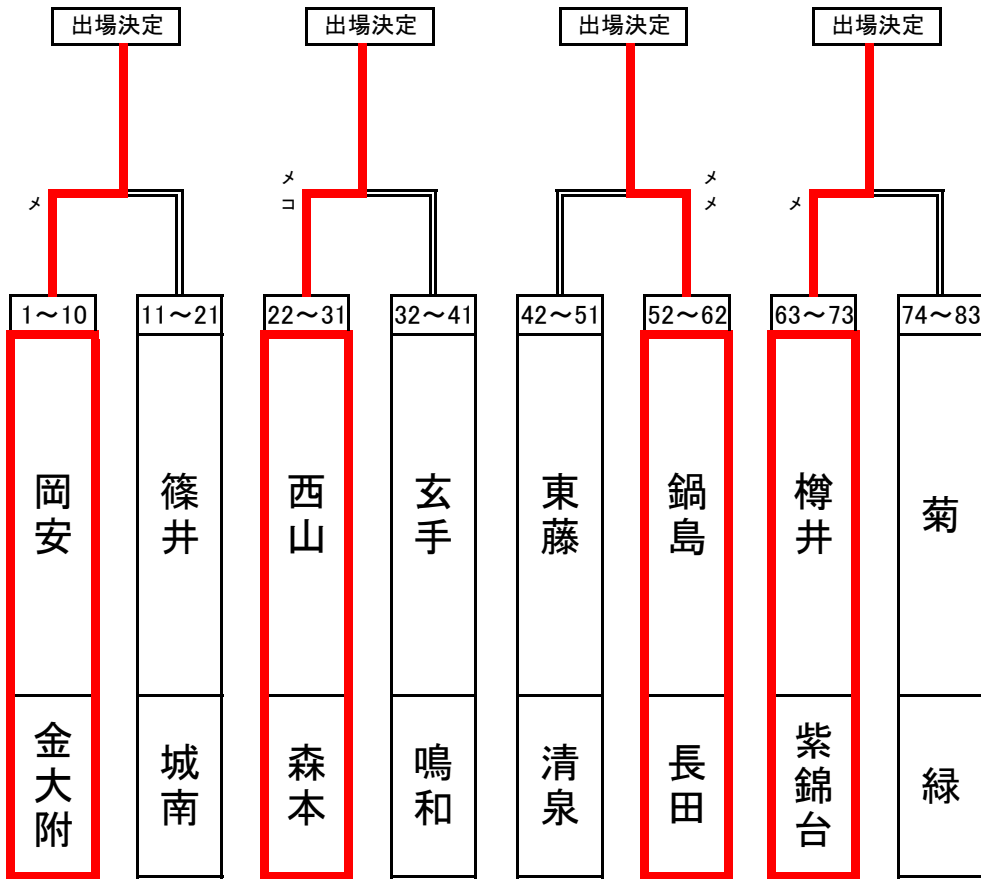 出場決定 出場決定 出場決定 出場決定
メ
コ
メ
メ
メ
メ
1～10 11～21 22～31 32～41 42～51 52～62 63～73 74～83
岡安 篠井 西山 玄手 東藤 鍋島 樽井 菊
金大附 城南 森本 鳴和 清泉 長田 紫錦台 緑